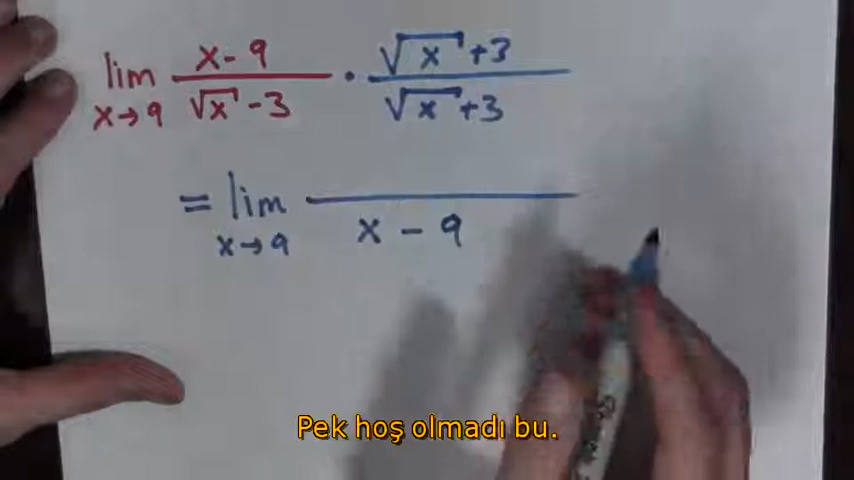 lim x→9 (x-9)/(√x -3) · (√x +3)/(√x +3)
= lim x→9 /(x - 9)
Pek hoş olmadı bu.